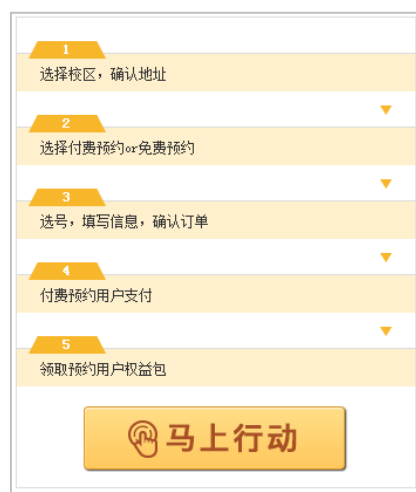 1
选择校区，确认地址
2
选择付费预约or免费预约
3
选号，填写信息，确认订单
4
付费预约用户支付
5
领取预约用户权益包
马上行动